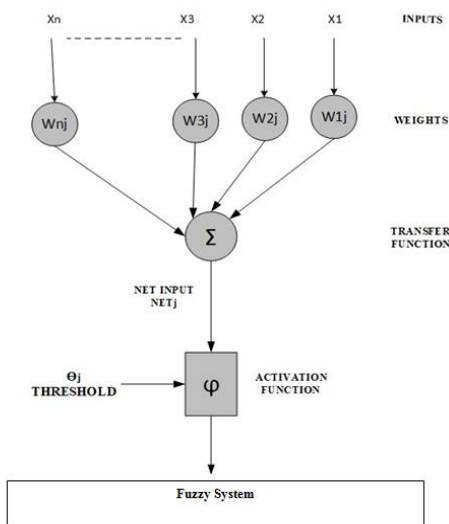 Xn X3 X2 X1 INPUTS
Wnj W3j W2j W1j WEIGHTS
Σ
TRANSFER
FUNCTION
NET INPUT
NETj
Θj
THRESHOLD
φ
ACTIVATION
FUNCTION
Fuzzy System